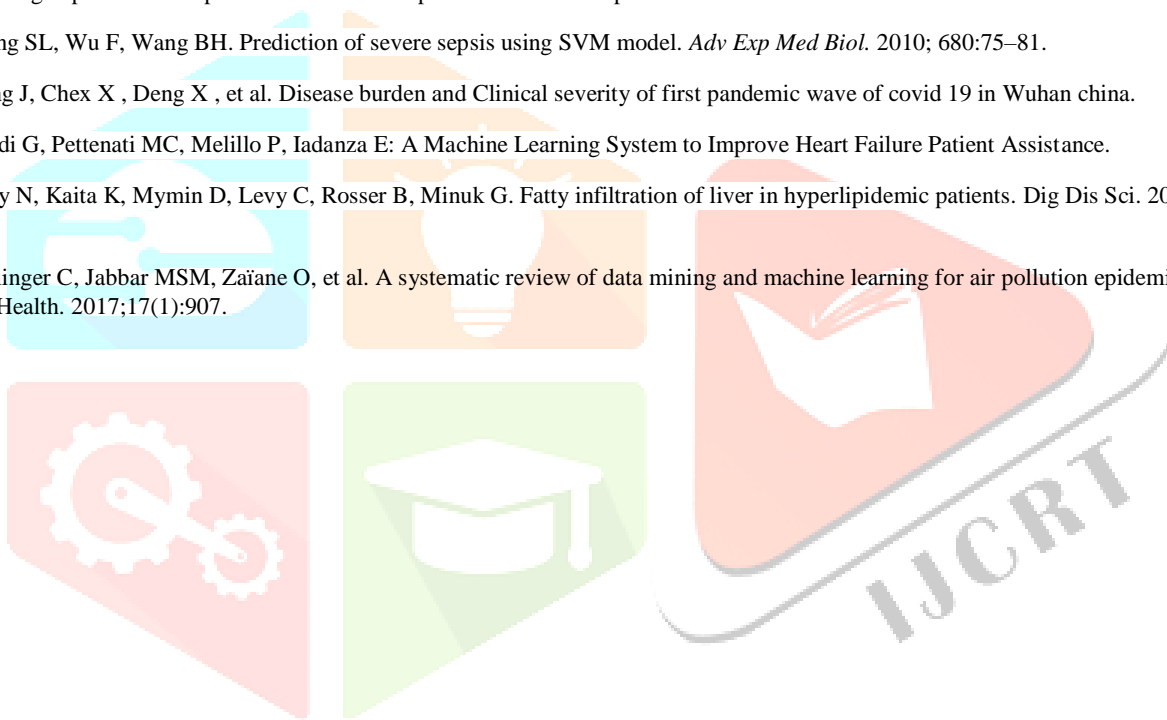 ng SL, Wu F, Wang BH. Prediction of severe sepsis using SVM model. Adv Exp Med Biol. 2010; 680:75–81.
ng J, Chex X , Deng X , et al. Disease burden and Clinical severity of first pandemic wave of covid 19 in Wuhan china.
di G, Pettenati MC, Melillo P, Iadanza E: A Machine Learning System to Improve Heart Failure Patient Assistance.
y N, Kaita K, Mymin D, Levy C, Rosser B, Minuk G. Fatty infiltration of liver in hyperlipidemic patients. Dig Dis Sci. 20
inger C, Jabbar MSM, Zaïane O, et al. A systematic review of data mining and machine learning for air pollution epidemi
Health. 2017;17(1):907.
IJCRT